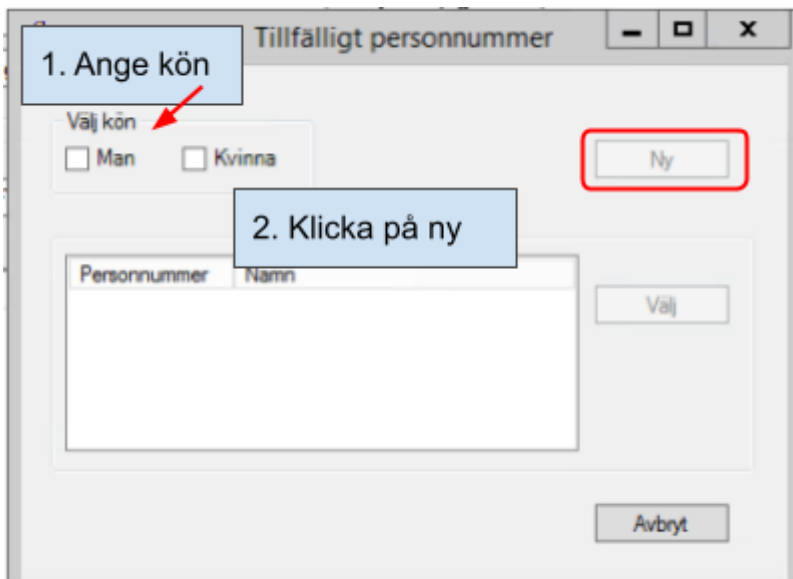 Tillfälligt personnummer
1. Ange kön
Välj kön
Man Kvinna
Ny
2. Klicka på ny
Personnummer Namn
Välj
Avbryt